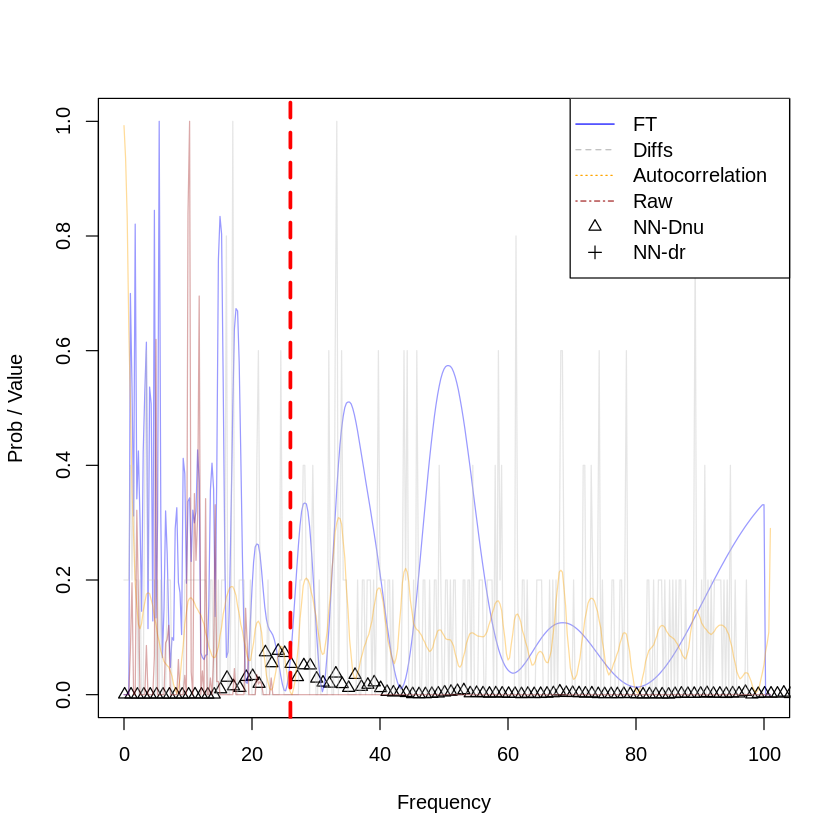 FT
Diffs
Autocorrelation
Raw
NN-Dnu
NN-dr
Prob / Value
0.0 0.2 0.4 0.6 0.8 1.0
0 20 40 60 80 100
Frequency